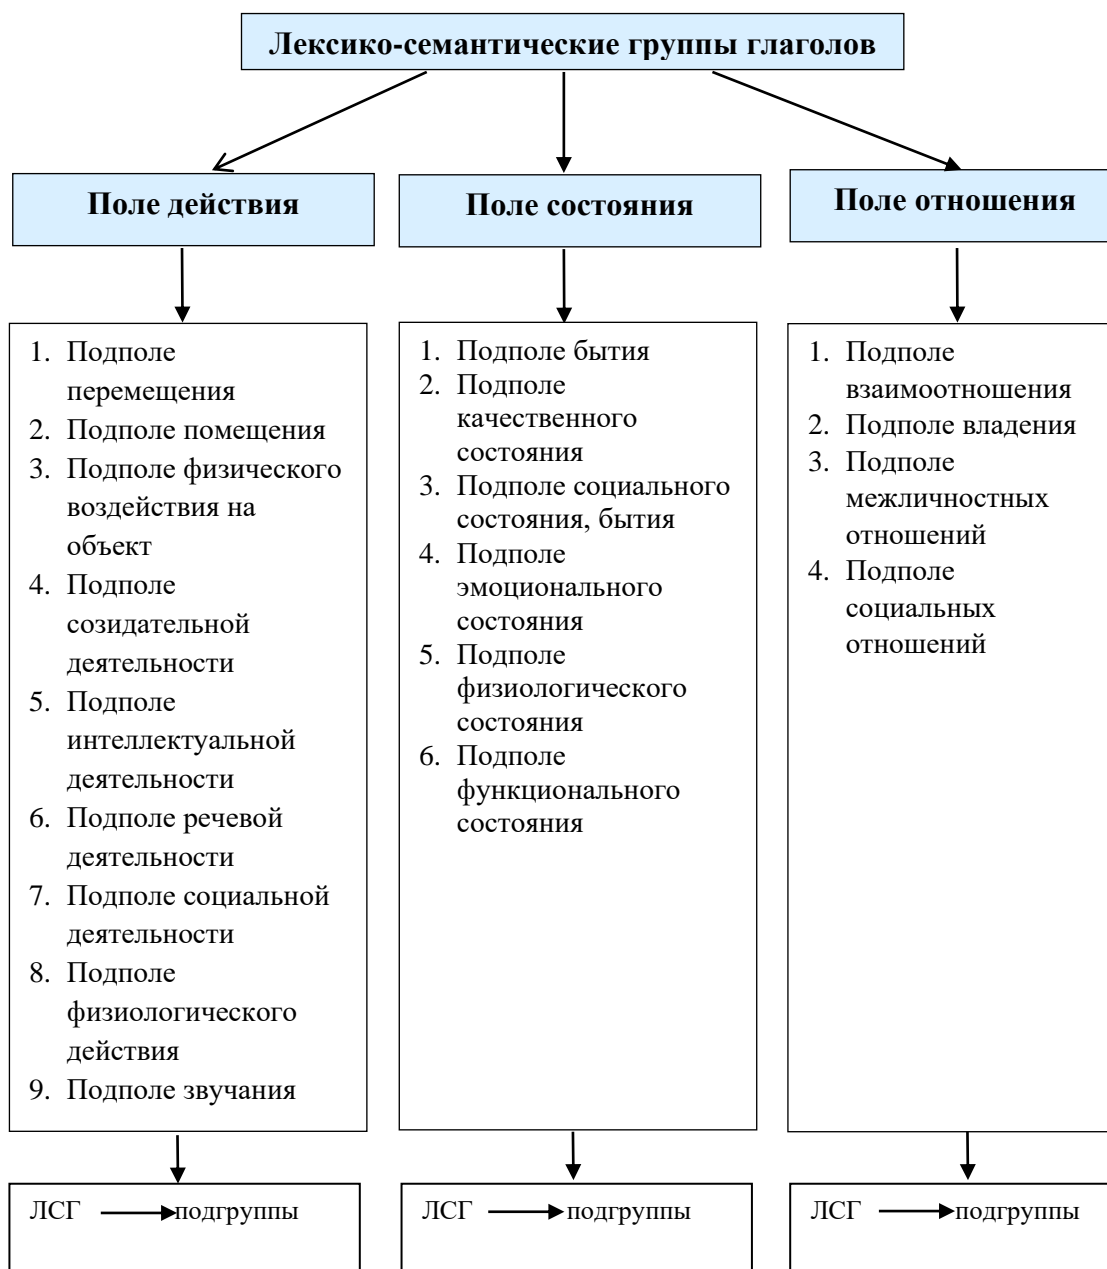 Лексико-семантические группы глаголов
Поле действия
Поле состояния
Поле отношения
1. Подполе
перемещения
2. Подполе помещения
3. Подполе физического
воздействия на
объект
4. Подполе
созидательной
деятельности
5. Подполе
интеллектуальной
деятельности
6. Подполе речевой
деятельности
7. Подполе социальной
деятельности
8. Подполе
физиологического
действия
9. Подполе звучания
1. Подполе бытия
2. Подполе
качественного
состояния
3. Подполе социального
состояния, бытия
4. Подполе
эмоционального
состояния
5. Подполе
физиологического
состояния
6. Подполе
функционального
состояния
1. Подполе
взаимоотношения
2. Подполе владения
3. Подполе
межличностных
отношений
4. Подполе
социальных
отношений
ЛСГ подгруппы
ЛСГ подгруппы
ЛСГ подгруппы